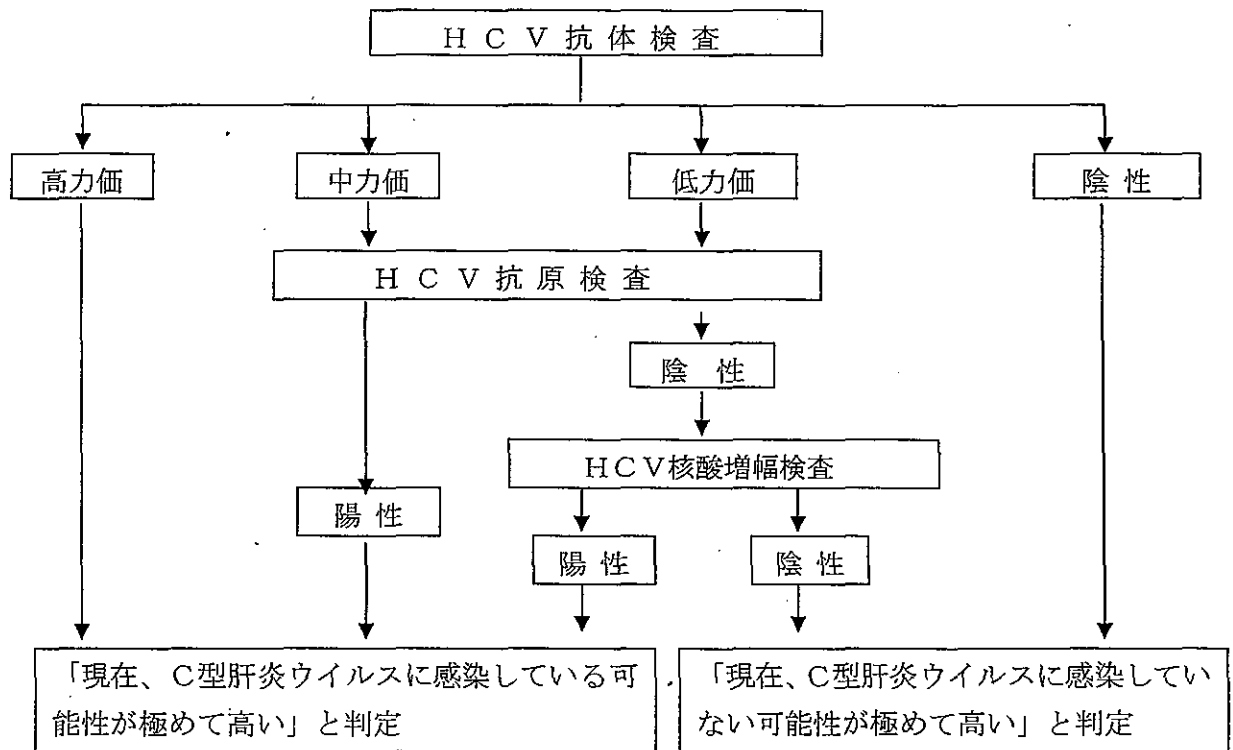 HCV抗体検査
高力価
中力価
低力価
陰性
HCV抗原検査
陰性
HCV核酸増幅検査
陽性
陽性
陰性
「現在、C型肝炎ウイルスに感染している可
能性が極めて高い」と判定
「現在、C型肝炎ウイルスに感染してい
ない可能性が極めて高い」と判定